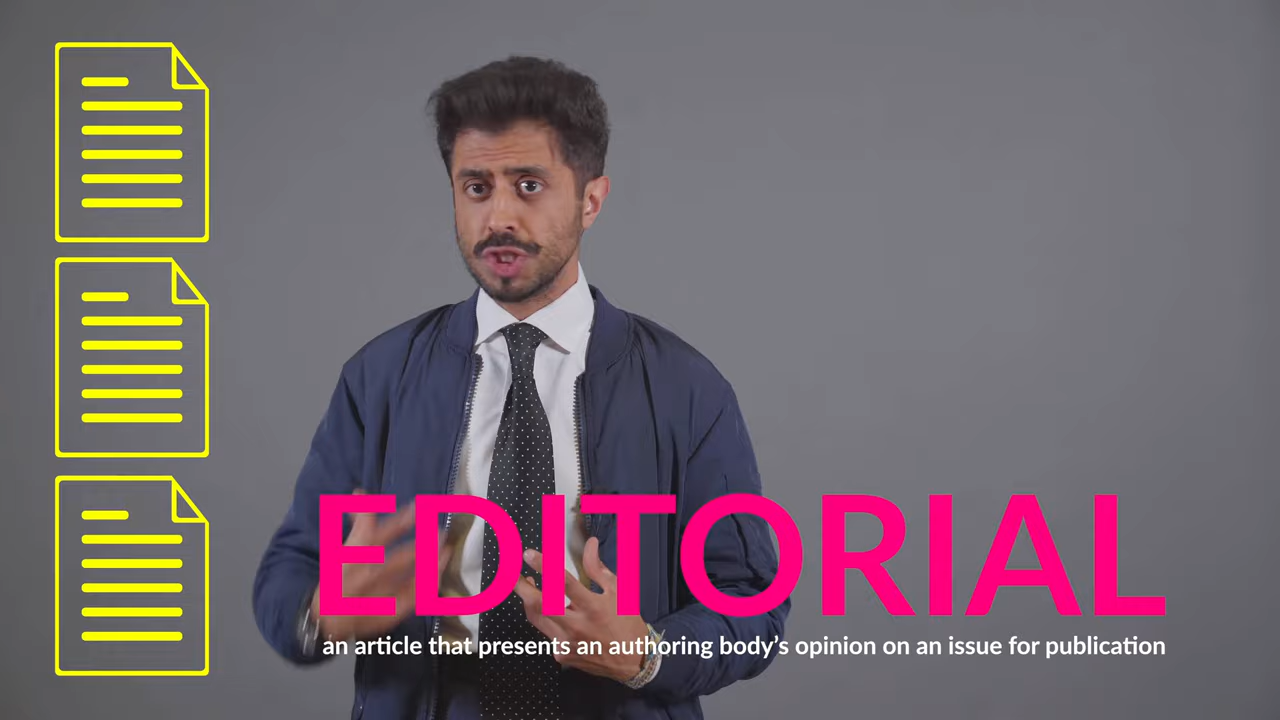 EDITORIAL
an article that presents an authoring body's opinion on an issue for publication